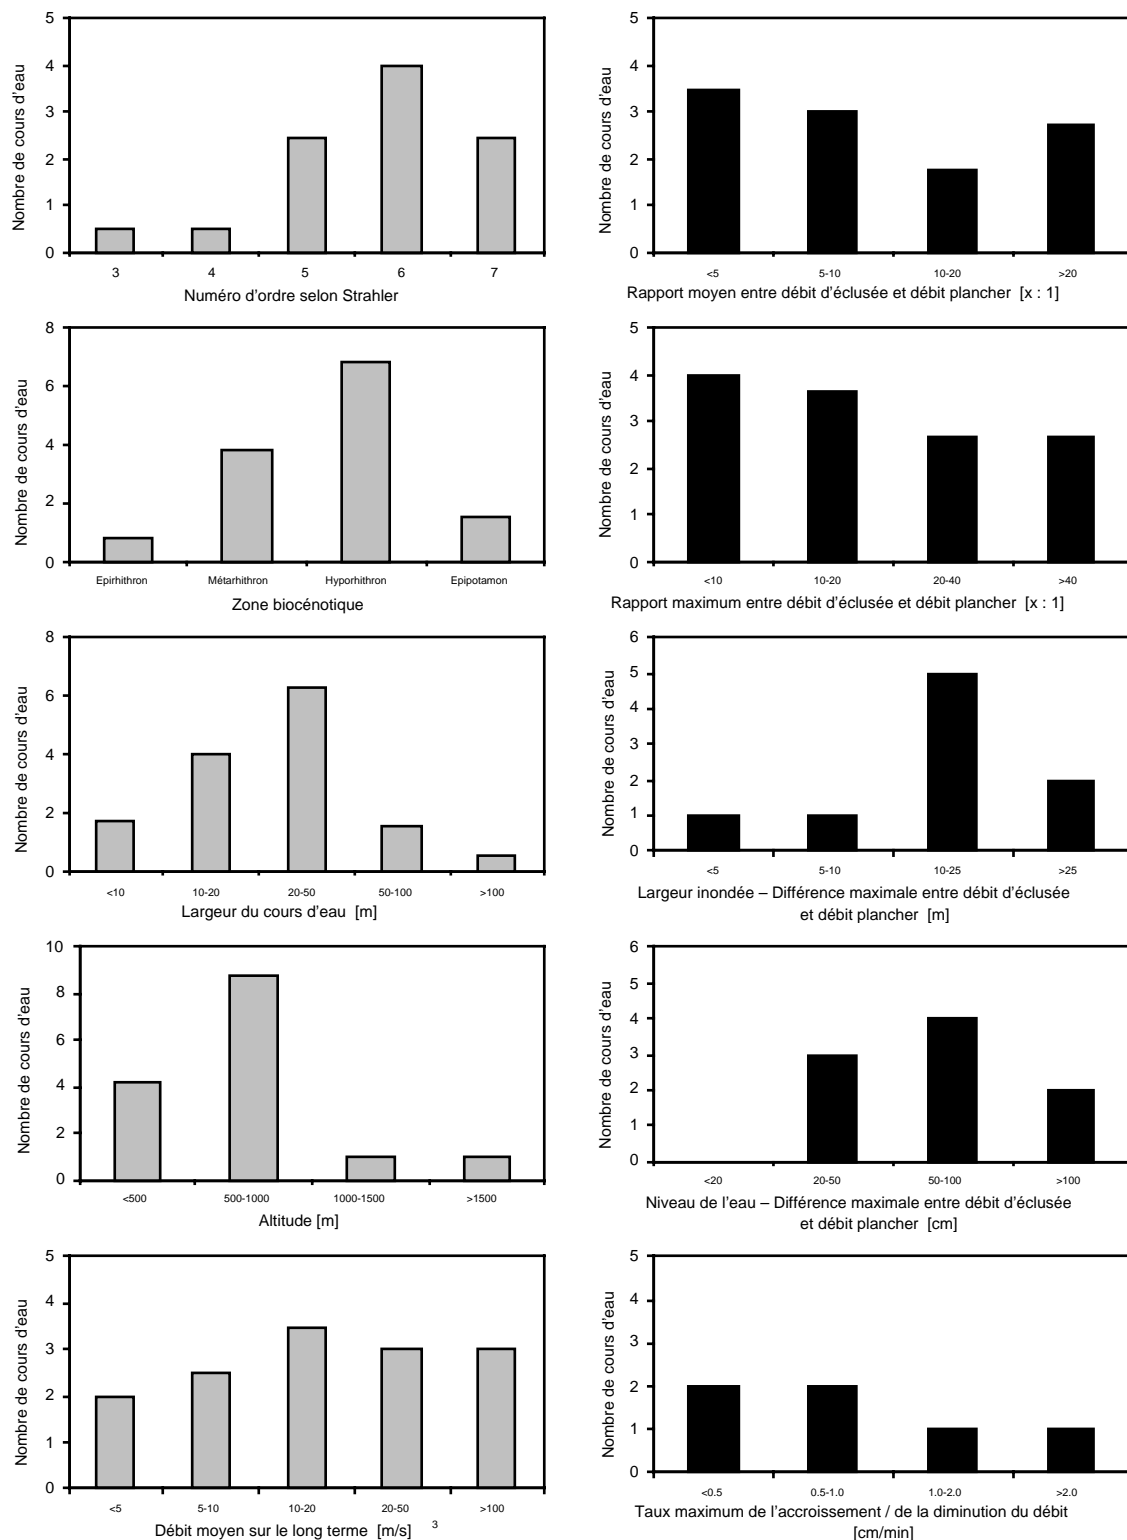 5
4
3
2
1
0
Nombre de cours d'eau
3 4 5 6 7
Numéro d'ordre selon Strahler
5
4
3
2
1
0
Nombre de cours d'eau
<5 5-10 10-20 >20
Rapport moyen entre débit d'éclusée et débit plancher [x : 1]
8
6
4
2
0
Nombre de cours d'eau
Epirhithron Métarhithron Hyporhithron Epipotamon
Zone biocénotique
5
4
3
2
1
0
Nombre de cours d'eau
<10 10-20 20-40 >40
Rapport maximum entre débit d'éclusée et débit plancher [x : 1]
8
6
4
2
0
Nombre de cours d'eau
<10 10-20 20-50 50-100 >100
Largeur du cours d'eau [m]
6
5
4
3
2
1
0
Nombre de cours d'eau
<5 5-10 10-25 >25
Largeur inondée – Différence maximale entre débit d'éclusée
et débit plancher [m]
10
8
6
4
2
0
Nombre de cours d'eau
<500 500-1000 1000-1500 >1500
Altitude [m]
6
5
4
3
2
1
0
Nombre de cours d'eau
<20 20-50 50-100 >100
Niveau de l'eau – Différence maximale entre débit d'éclusée
et débit plancher [cm]
5
4
3
2
1
0
Nombre de cours d'eau
<5 5-10 10-20 20-50 >100
Débit moyen sur le long terme [m/s] 3
5
4
3
2
1
0
Nombre de cours d'eau
<0.5 0.5-1.0 1.0-2.0 >2.0
Taux maximum de l'accroissement / de la diminution du débit
[cm/min]